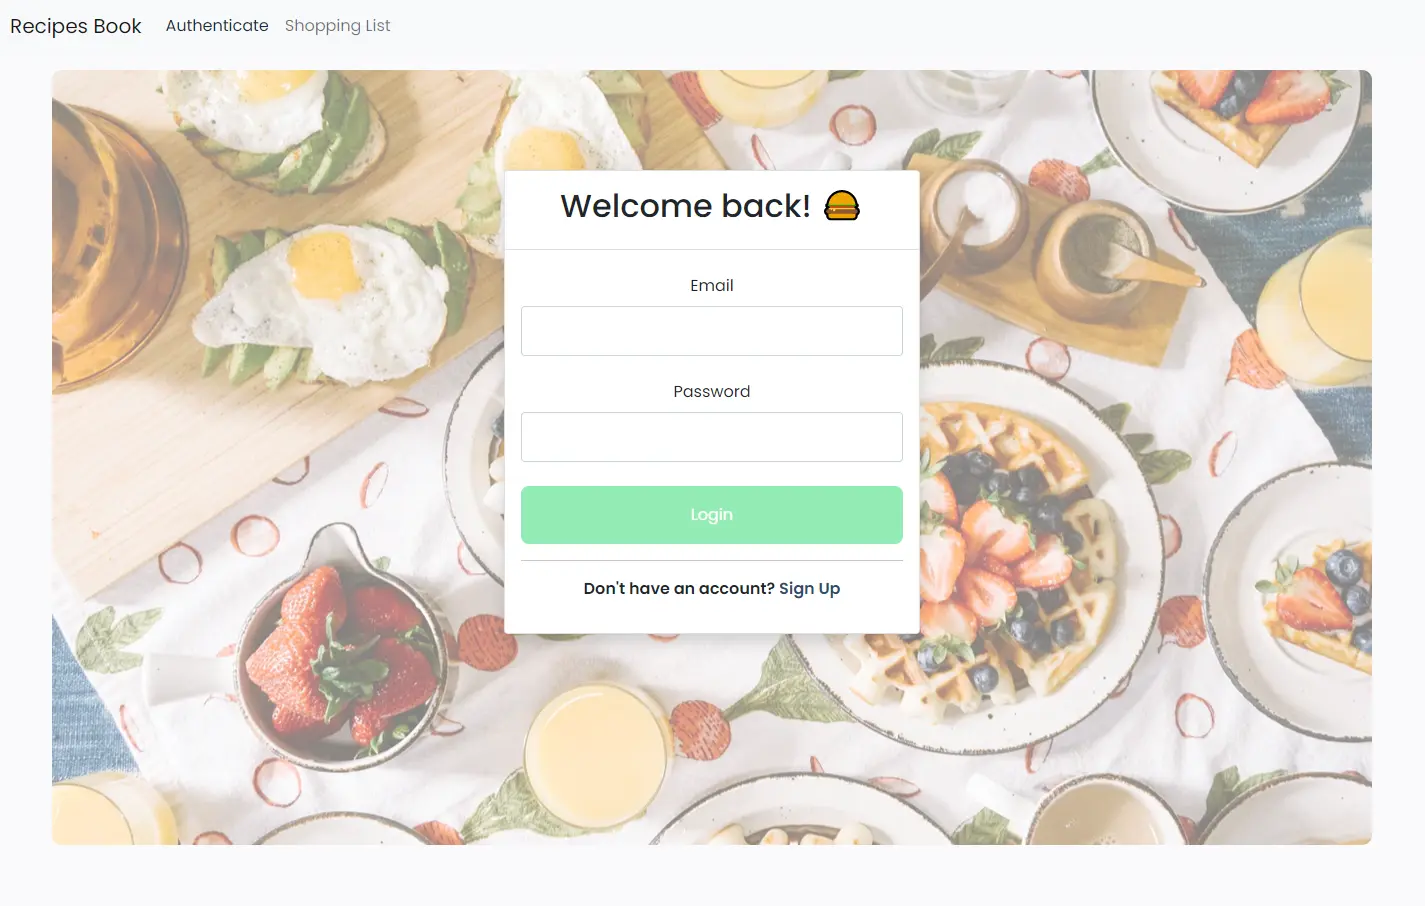 Recipes Book Authenticate Shopping List
Welcome back! 🍔
Email
Password
Login
Don't have an account? Sign Up